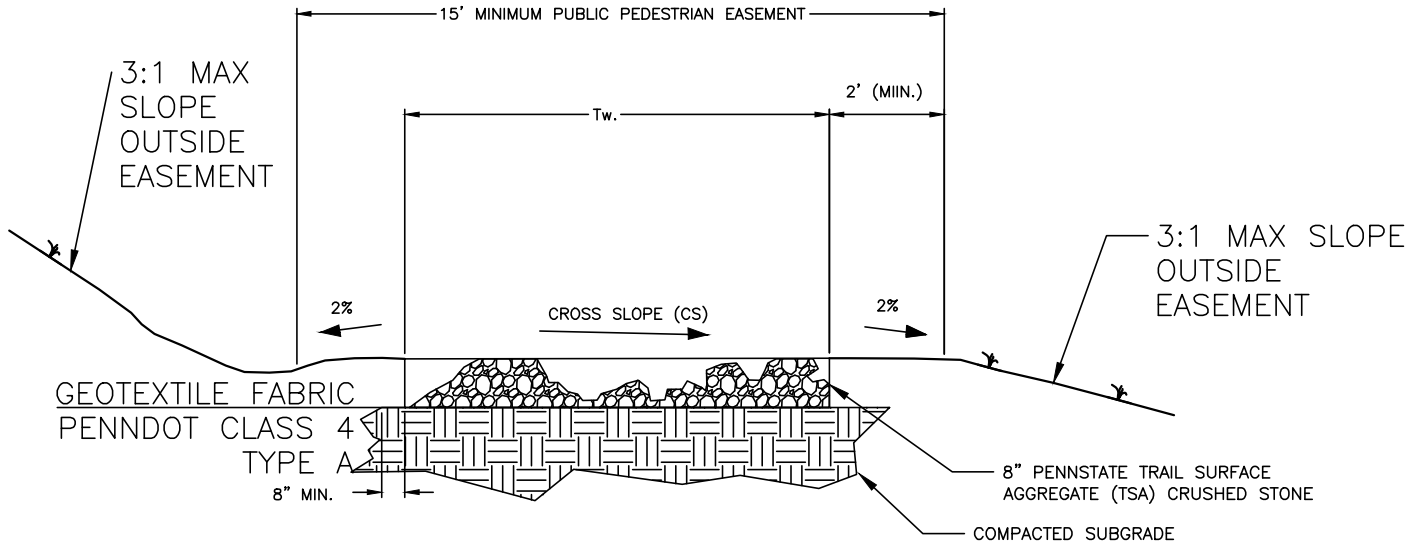 15' MINIMUM PUBLIC PEDESTRIAN EASEMENT
3:1 MAX
SLOPE
OUTSIDE
EASEMENT
2' (MIIN.)
Tw.
3:1 MAX SLOPE
OUTSIDE
EASEMENT
2%
CROSS SLOPE (CS)
2%
GEOTEXTILE FABRIC
PENNDOT CLASS 4
TYPE A
8" MIN.
8" PENNSTATE TRAIL SURFACE
AGGREGATE (TSA) CRUSHED STONE
COMPACTED SUBGRADE